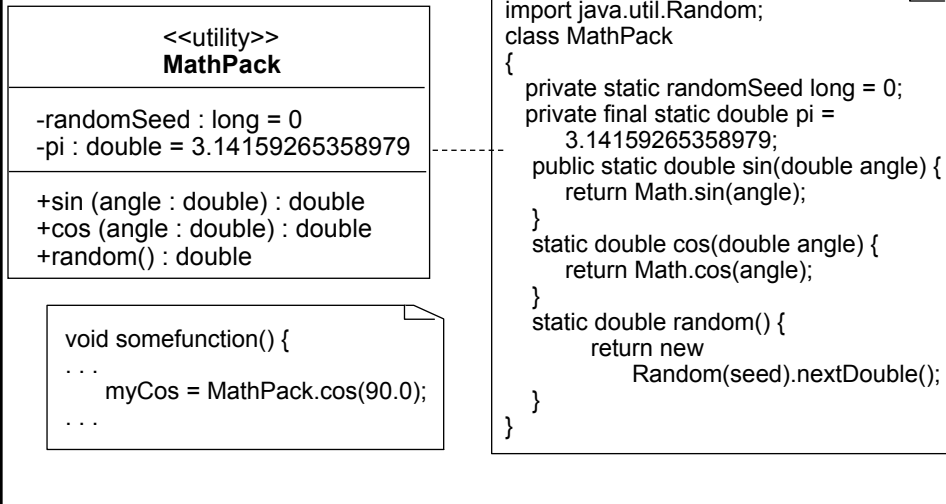 <<utility>>
MathPack
-randomSeed : long = 0
-pi : double = 3.14159265358979
+sin (angle : double) : double
+cos (angle : double) : double
+random() : double
void somefunction() {
. . .
myCos = MathPack.cos(90.0);
. . .
import java.util.Random;
class MathPack
{
private static randomSeed long = 0;
private final static double pi =
3.14159265358979;
public static double sin(double angle) {
return Math.sin(angle);
}
static double cos(double angle) {
return Math.cos(angle);
}
static double random() {
return new
Random(seed).nextDouble();
}
}